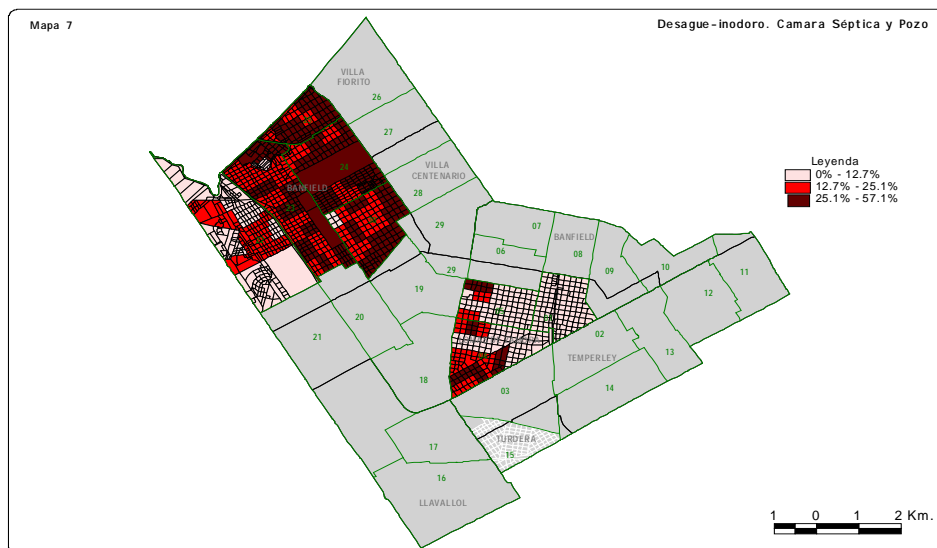 Mapa 7
Desague-inodoro. Camara Séptica y Pozo
VILLA
FIORITO
26
27
24
VILLA
CENTENARIO
BANFIELD
28
29
07
BANFIELD
06
08
09
10
11
29
19
12
20
21
02
TEMPERLEY
13
18
03
14
TURDERA
15
17
16
LLAVALLOL
Leyenda
0% - 12.7%
12.7% - 25.1%
25.1% - 57.1%
1 0 1 2 Km.